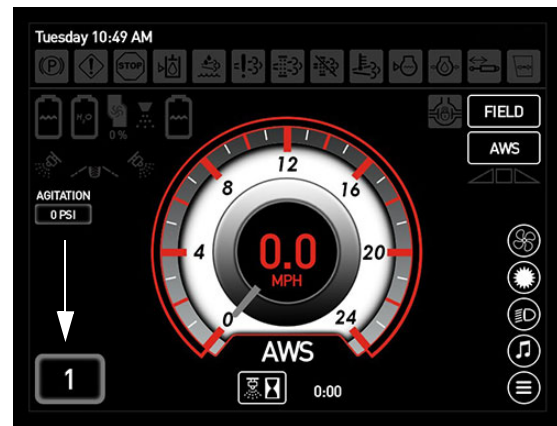 Tuesday 10:49 AM
P
STOP
H₂O
0 %
FIELD
AWS
AGITATION
0 PSI
12
8
16
4
20
0
24
0.0
MPH
AWS
1
0:00